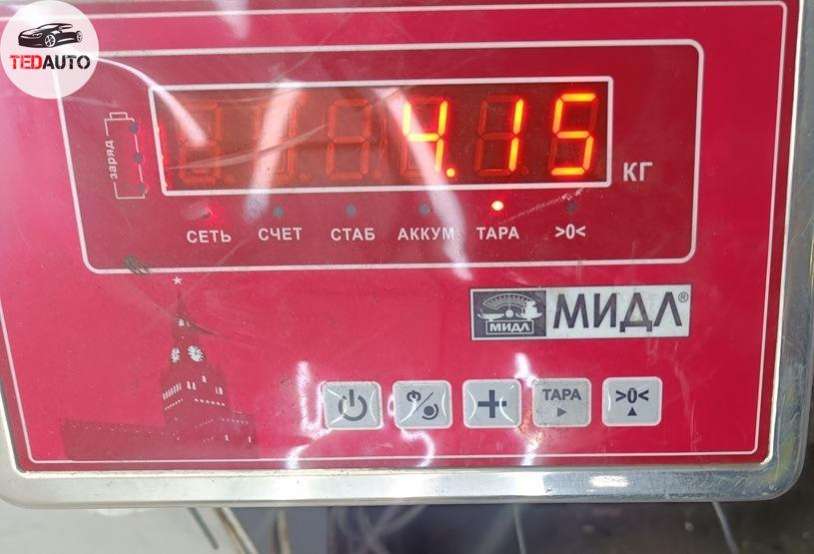 TEDAUTO
4.15
КГ
заряд
СЕТЬ СЧЕТ СТАБ АККУМ ТАРА >0<
МИДЛ МИДЛ®
ТАРА >0<